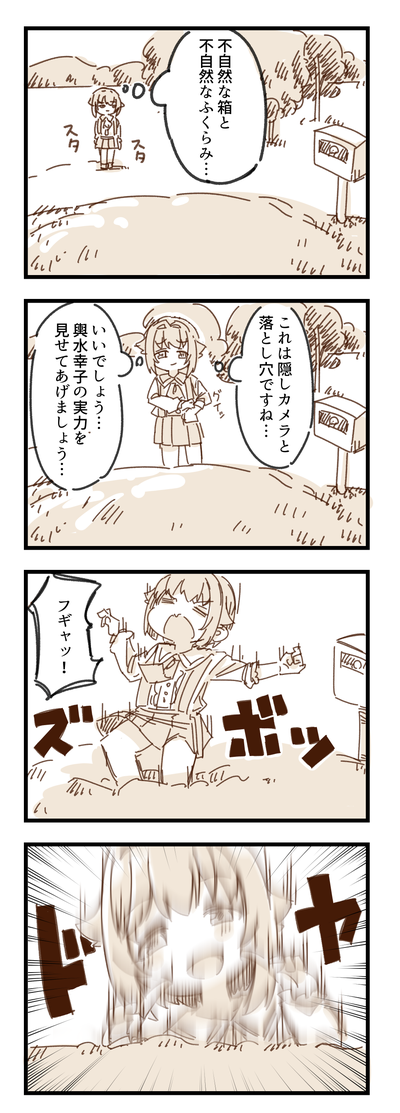 不自然な箱と
不自然なふくらみ…
スタ
スタ
これは隠しカメラと
落とし穴ですね…
グイッ
いいでしょう…
輿水幸子の実力を
見せてあげましょう…
フギャッ！
ズボッ
ドヤ